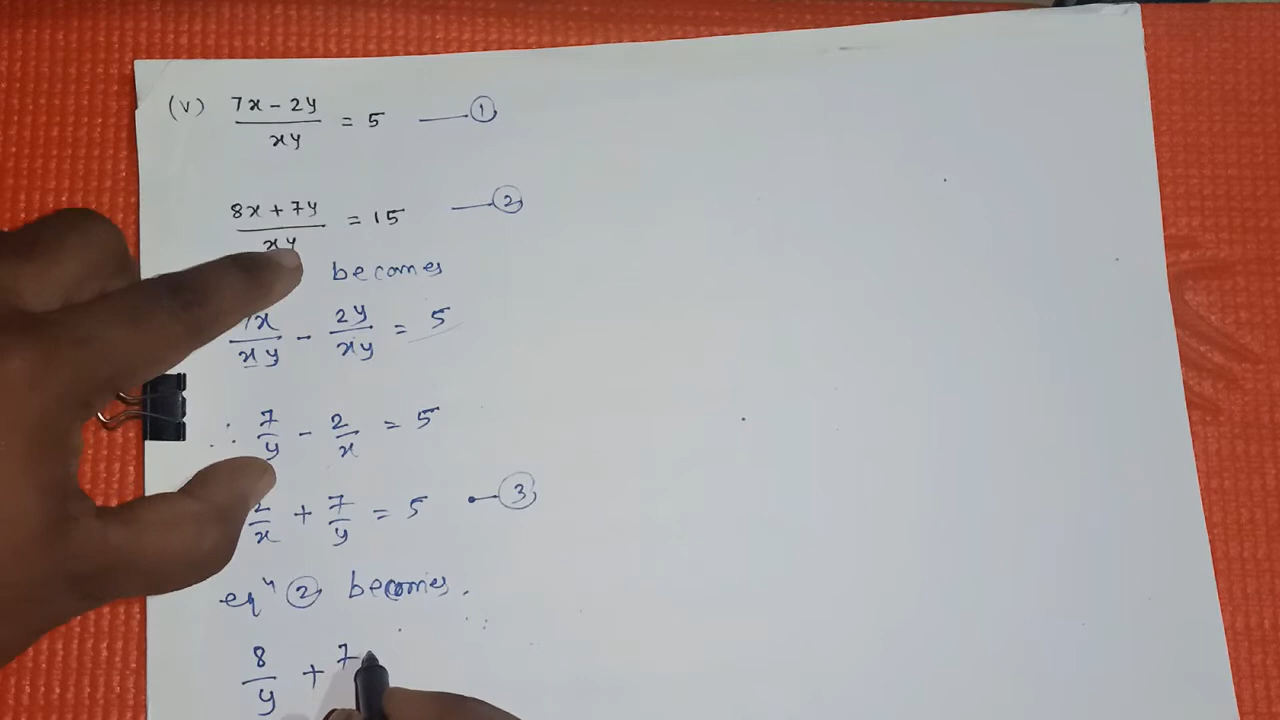 (V) 7x - 2y / xy = 5 —— ①
8x + 7y / xy = 15 —— ②
becomes
7x / xy - 2y / xy = 5
∴ 7/y - 2/x = 5
2/x + 7/y = 5 —— ③
eqⁿ ② becomes.
8/y + 7